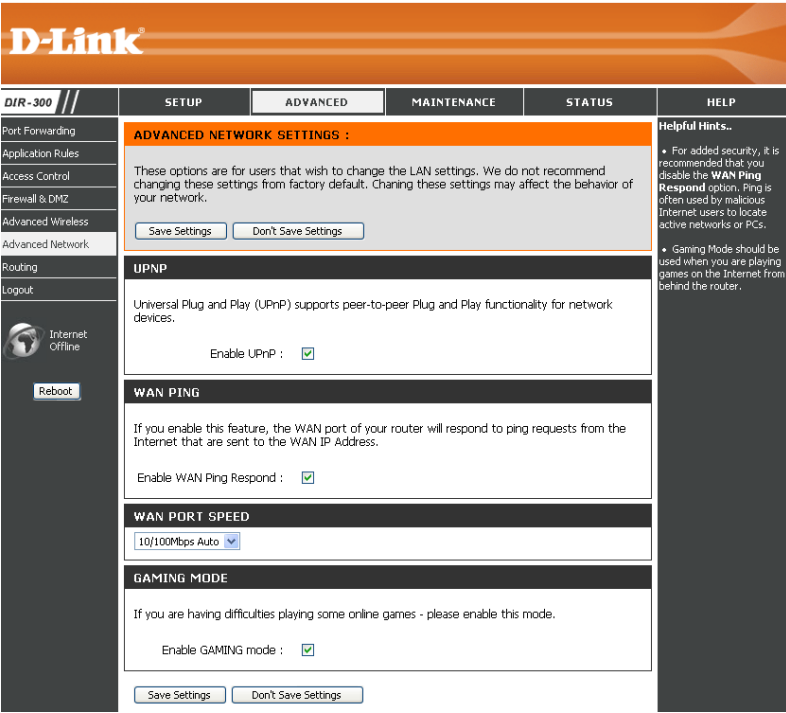 D-Link®
DIR-300
SETUP
ADVANCED
MAINTENANCE
STATUS
HELP
Port Forwarding
Application Rules
Access Control
Firewall & DMZ
Advanced Wireless
Advanced Network
Routing
Logout
Internet
Offline
Reboot
ADVANCED NETWORK SETTINGS :
These options are for users that wish to change the LAN settings. We do not recommend
changing these settings from factory default. Chaning these settings may affect the behavior of
your network.
Save Settings
Don't Save Settings
UPNP
Universal Plug and Play (UPnP) supports peer-to-peer Plug and Play functionality for network
devices.
Enable UPnP :
WAN PING
If you enable this feature, the WAN port of your router will respond to ping requests from the
Internet that are sent to the WAN IP Address.
Enable WAN Ping Respond :
WAN PORT SPEED
10/100Mbps Auto
GAMING MODE
If you are having difficulties playing some online games - please enable this mode.
Enable GAMING mode :
Save Settings
Don't Save Settings
Helpful Hints..
• For added security, it is
recommended that you
disable the WAN Ping
Respond option. Ping is
often used by malicious
Internet users to locate
active networks or PCs.
• Gaming Mode should be
used when you are playing
games on the Internet from
behind the router.